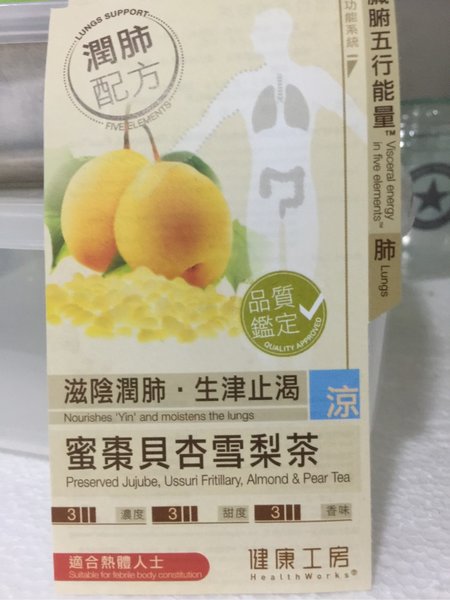 LUNGS SUPPORT
潤肺
配方
FIVE ELEMENTS
功能系統
臟腑五行能量™
Visceral energy
in five elements™
肺
Lungs
品質
鑑定
QUALITY APPROVED
滋陰潤肺·生津止渴
Nourishes 'Yin' and moistens the lungs
涼
蜜棗貝杏雪梨茶
Preserved Jujube, Ussuri Fritillary, Almond & Pear Tea
3 濃度 3 甜度 3 香味
適合熱體人士
Suitable for febrile body constitution
健康工房
HealthWorks®